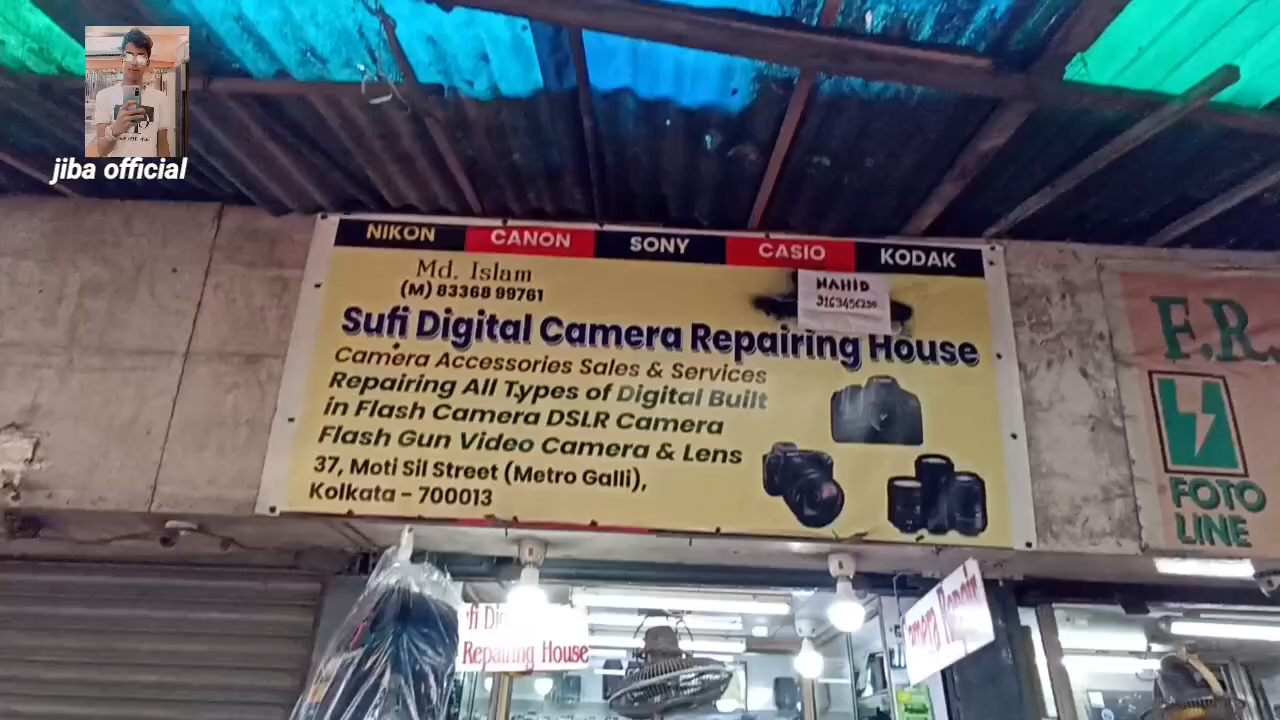 jiba official
NIKON CANON SONY CASIO KODAK
Md. Islam
(M) 83368 99761
NAHID
Sufi Digital Camera Repairing House
Camera Accessories Sales & Services
Repairing All Types of Digital Built
in Flash Camera DSLR Camera
Flash Gun Video Camera & Lens
37, Moti Sil Street (Metro Galli),
Kolkata – 700013
F.R.
FOTO
LINE
Repairing House
Repair